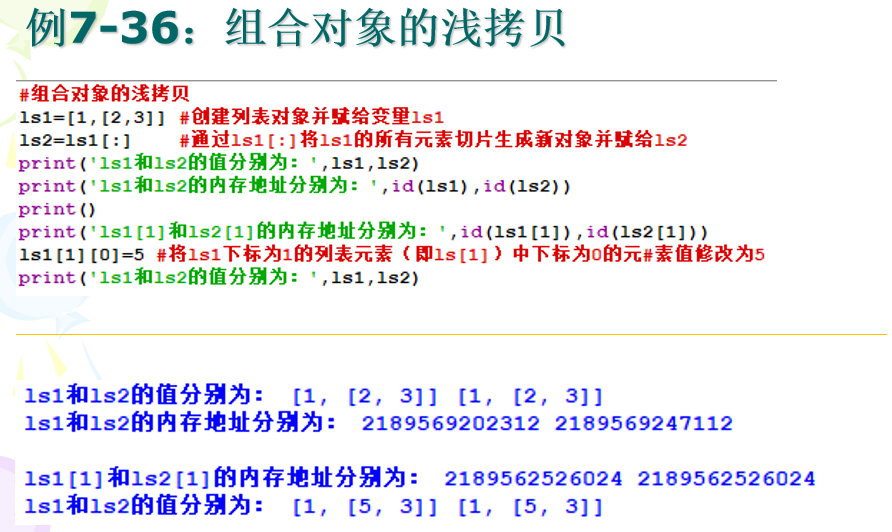 例7-36：组合对象的浅拷贝
#组合对象的浅拷贝
ls1=[1,[2,3]] #创建列表对象并赋给变量ls1
ls2=ls1[:]    #通过ls1[:]将ls1的所有元素切片生成新对象并赋给ls2
print('ls1和ls2的值分别为：',ls1,ls2)
print('ls1和ls2的内存地址分别为：',id(ls1),id(ls2))
print()
print('ls1[1]和ls2[1]的内存地址分别为：',id(ls1[1]),id(ls2[1]))
ls1[1][0]=5 #将ls1下标为1的列表元素（即ls[1]）中下标为0的元#素值修改为5
print('ls1和ls2的值分别为：',ls1,ls2)
ls1和ls2的值分别为： [1, [2, 3]] [1, [2, 3]]
ls1和ls2的内存地址分别为： 2189569202312 2189569247112
ls1[1]和ls2[1]的内存地址分别为： 2189562526024 2189562526024
ls1和ls2的值分别为： [1, [5, 3]] [1, [5, 3]]